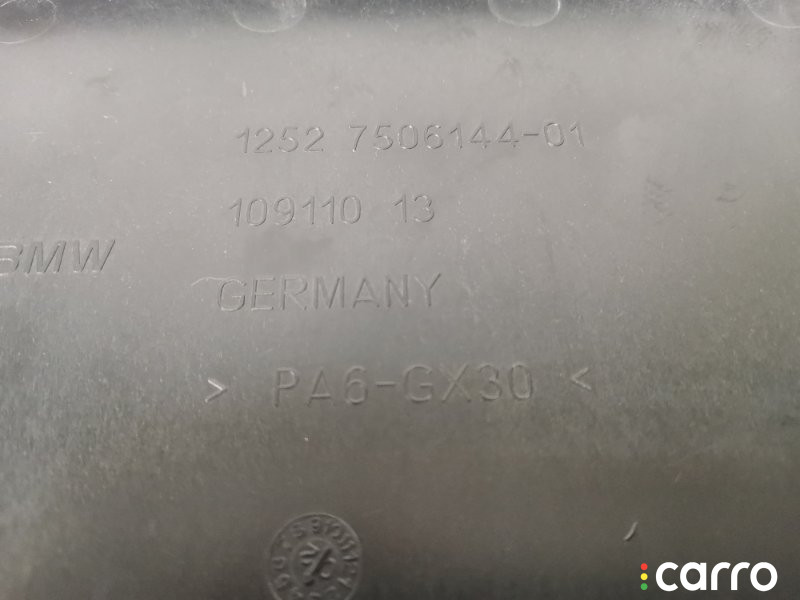 1252 7506144-01
109110 13
BMW
GERMANY
> PA6-GX30 <
carro